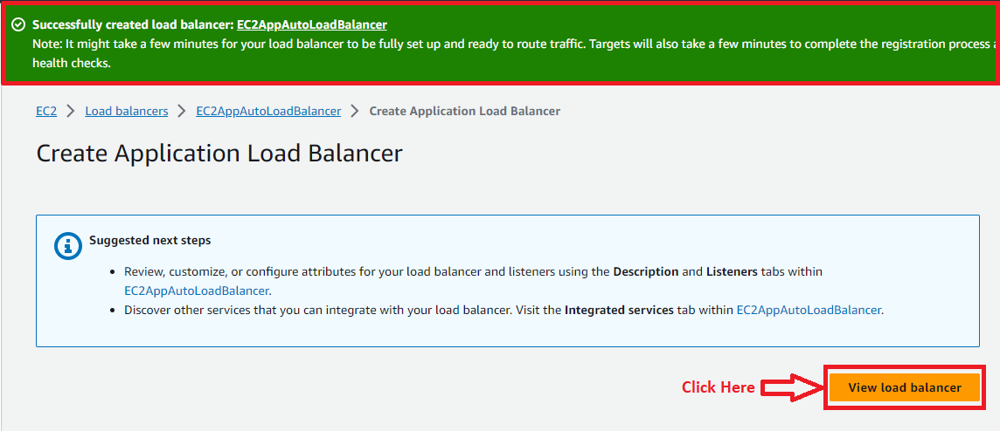 Successfully created load balancer: EC2AppAutoLoadBalancer
Note: It might take a few minutes for your load balancer to be fully set up and ready to route traffic. Targets will also take a few minutes to complete the registration process
health checks.
EC2 > Load balancers > EC2AppAutoLoadBalancer > Create Application Load Balancer
Create Application Load Balancer
Suggested next steps
• Review, customize, or configure attributes for your load balancer and listeners using the Description and Listeners tabs within
EC2AppAutoLoadBalancer.
• Discover other services that you can integrate with your load balancer. Visit the Integrated services tab within EC2AppAutoLoadBalancer.
Click Here
View load balancer